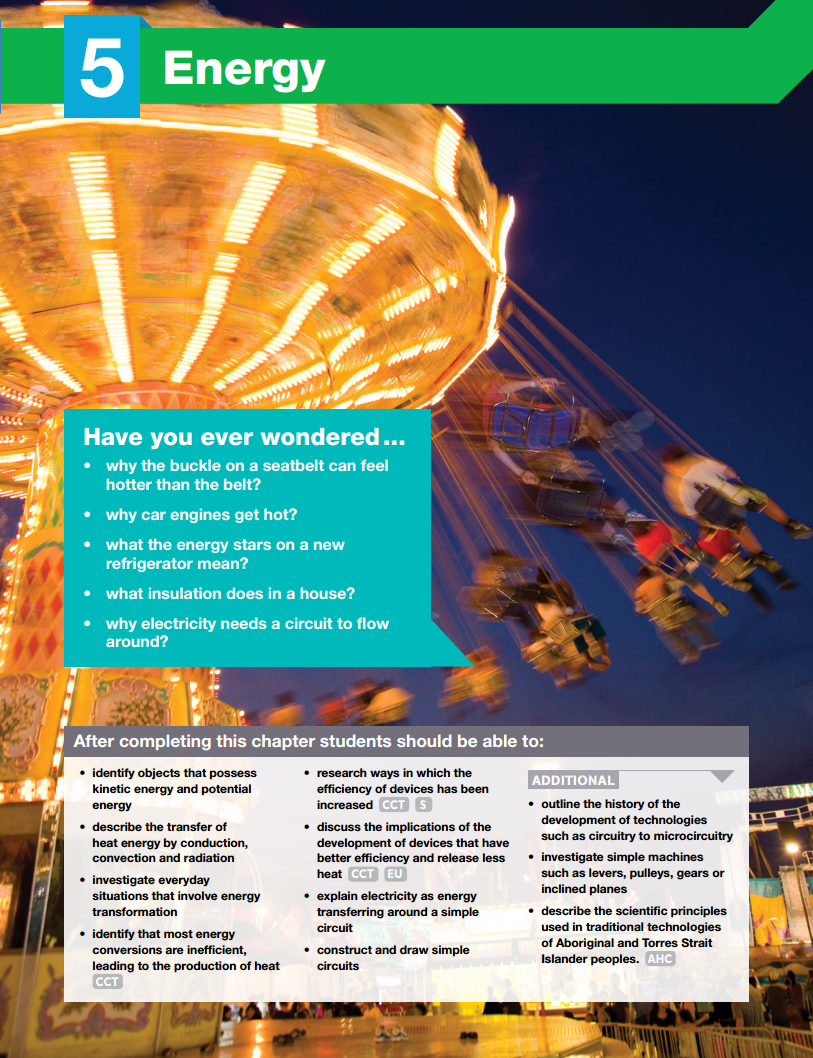 5
Energy
Have you ever wondered...
• why the buckle on a seatbelt can feel
hotter than the belt?
• why car engines get hot?
• what the energy stars on a new
refrigerator mean?
• what insulation does in a house?
• why electricity needs a circuit to flow
around?
After completing this chapter students should be able to:
• identify objects that possess
kinetic energy and potential
energy
• describe the transfer of
heat energy by conduction,
convection and radiation
• investigate everyday
situations that involve energy
transformation
• identify that most energy
conversions are inefficient,
leading to the production of heat
CCT
• research ways in which the
efficiency of devices has been
increased CCT S
• discuss the implications of the
development of devices that have
better efficiency and release less
heat CCT EU
• explain electricity as energy
transferring around a simple
circuit
• construct and draw simple
circuits
ADDITIONAL
• outline the history of the
development of technologies
such as circuitry to microcircuitry
• investigate simple machines
such as levers, pulleys, gears or
inclined planes
• describe the scientific principles
used in traditional technologies
of Aboriginal and Torres Strait
Islander peoples. AHC